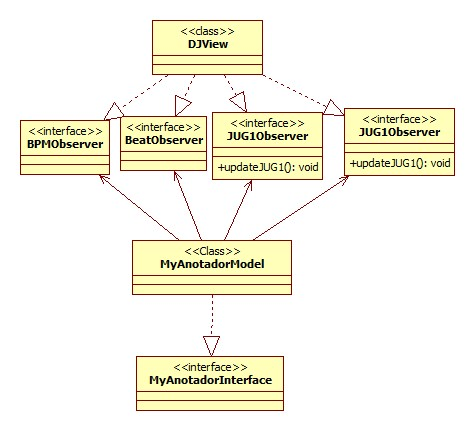 <<class>>
DJView
<<interface>>
BPMObserver
<<interface>>
BeatObserver
<<interface>>
JUG1Observer
+updateJUG1(): void
<<interface>>
JUG1Observer
+updateJUG1(): void
<<Class>>
MyAnotadorModel
<<interface>>
MyAnotadorInterface